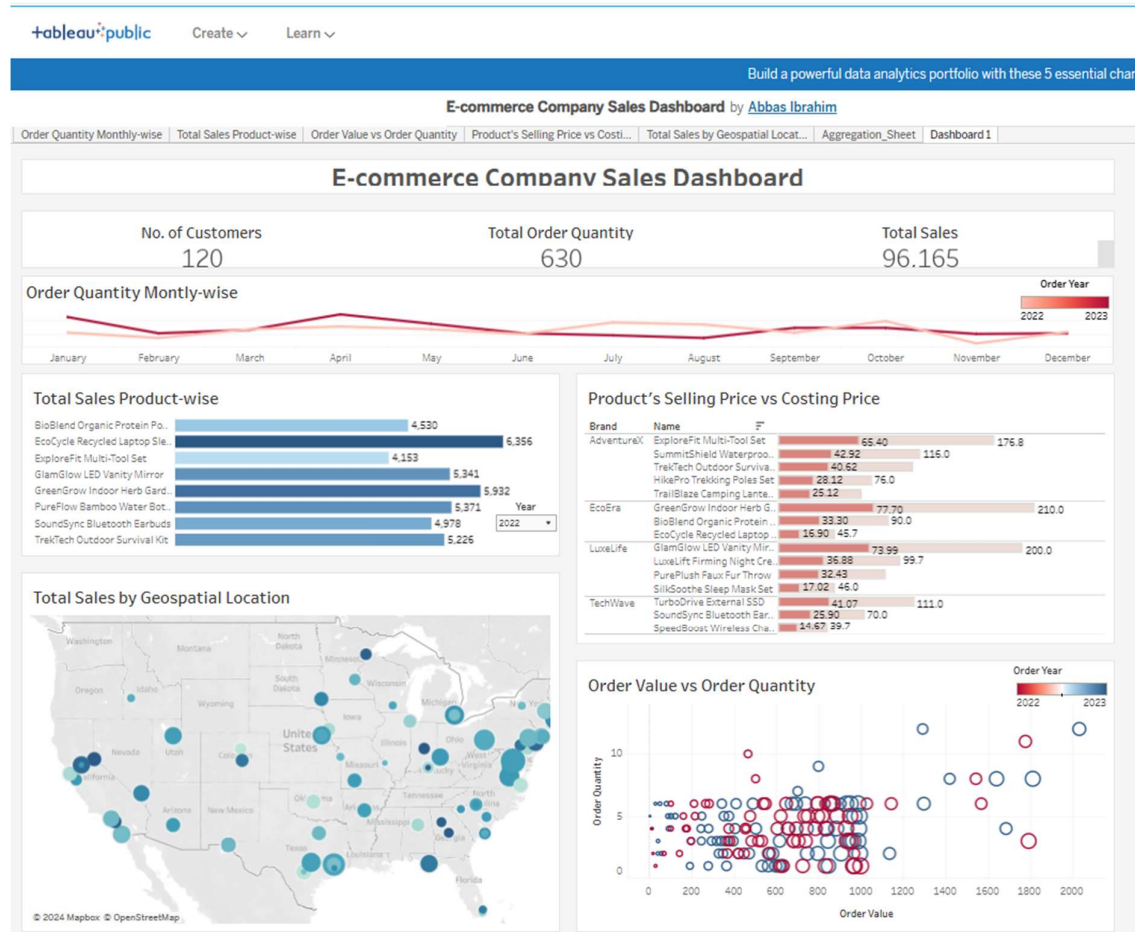 +ableau public Create Learn
Build a powerful data analytics portfolio with these 5 essential char
E-commerce Company Sales Dashboard by Abbas Ibrahim
Order Quantity Monthly-wise Total Sales Product-wise Order Value vs Order Quantity Product's Selling Price vs Costi... Total Sales by Geospatial Locat... Aggregation_Sheet Dashboard 1
E-commerce Company Sales Dashboard
No. of Customers Total Order Quantity Total Sales
120 630 96.165
Order Quantity Montly-wise
Order Year
2022 2023
January February March April May June July August September October November December
Total Sales Product-wise
BioBlend Organic Protein Po.. 4,530
EcoCycle Recycled Laptop Sle.. 6,356
ExploreFit Multi-Tool Set 4,153
GlamGlow LED Vanity Mirror 5,341
GreenGrow Indoor Herb Gard.. 5,932
PureFlow Bamboo Water Bot.. 5,371
SoundSync Bluetooth Earbuds 4,978
TrekTech Outdoor Survival Kit 5,226
Year
2022
Product's Selling Price vs Costing Price
Brand Name
AdventureX ExploreFit Multi-Tool Set 65.40 176.8
SummitShield Waterproo.. 42.92 116.0
TrekTech Outdoor Surviva.. 40.62
HikePro Trekking Poles Set 28.12 76.0
TrailBlaze Camping Lante.. 25.12
EcoEra GreenGrow Indoor Herb G.. 77.70 210.0
BioBlend Organic Protein .. 33.30 90.0
EcoCycle Recycled Laptop .. 16.90 45.7
LuxeLife GlamGlow LED Vanity Mir.. 73.99 200.0
LuxeLift Firming Night Cre.. 36.88 99.7
PurePlush Faux Fur Throw 32.43
SilkSoothe Sleep Mask Set 17.02 46.0
TechWave TurboDrive External SSD 41.07 111.0
SoundSync Bluetooth Ear.. 25.90 70.0
SpeedBoost Wireless Cha.. 14.67 39.7
Total Sales by Geospatial Location
Washington
Montana
North Dakota
Minnesota
Oregon
Idaho
South Dakota
Wisconsin
Wyoming
Michigan
Iowa
Nevada
Utah
United States
Illinois
Ohio
West Virginia
California
Missouri
Arizona
New Mexico
Tennessee
North
Mississippi
Georgia
Texas
Louisiana
Florida
© 2024 Mapbox © OpenStreetMap
Order Value vs Order Quantity
Order Year
2022 2023
Order Quantity
10
5
0
0 200 400 600 800 1000 1200 1400 1600 1800 2000
Order Value